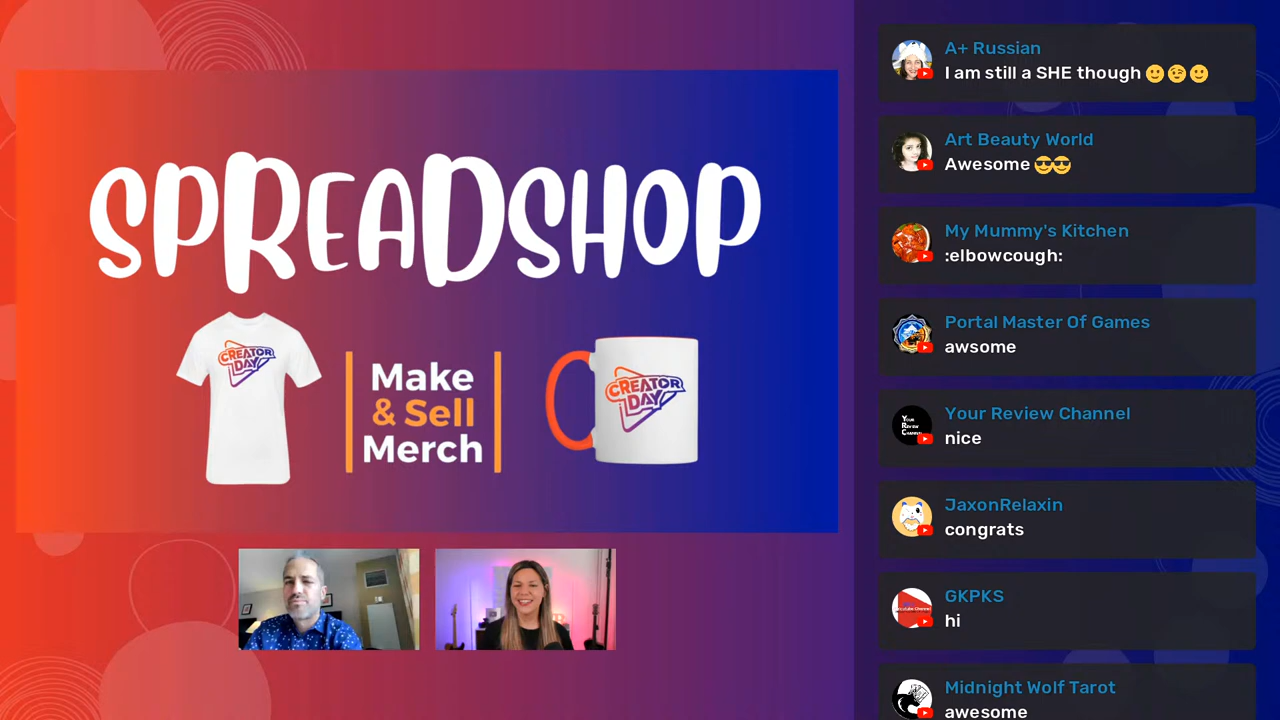 SPREADSHOP
CREATOR
DAY
Make
& Sell
Merch
CREATOR
DAY
A+ Russian
I am still a SHE though 🙂😉🙂
Art Beauty World
Awesome 😎😎
My Mummy's Kitchen
:elbowcough:
Portal Master Of Games
awsome
Your Review Channel
nice
JaxonRelaxin
congrats
GKPKS
hi
Midnight Wolf Tarot
awesome